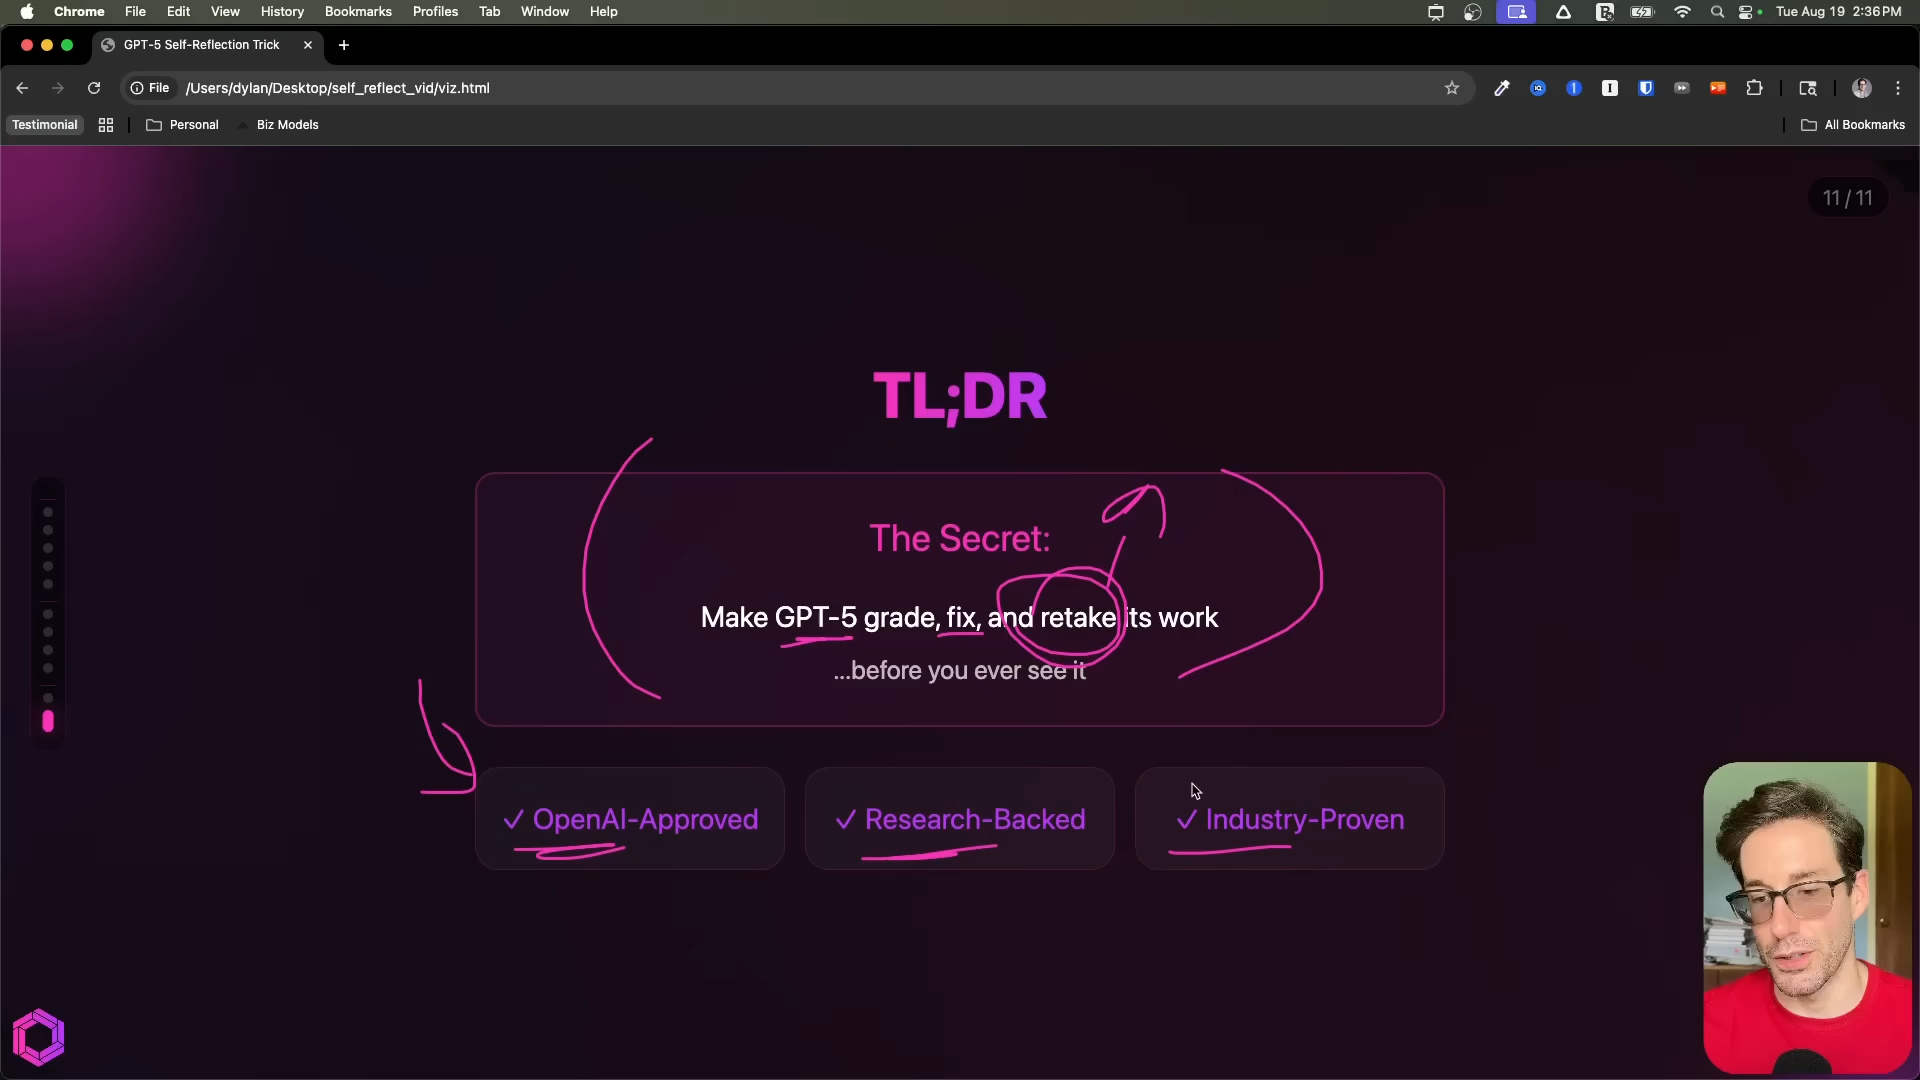 Chrome File Edit View History Bookmarks Profiles Tab Window Help Tue Aug 19 2:36 PM
GPT-5 Self-Reflection Trick
File /Users/dylan/Desktop/self_reflect_vid/viz.html
Testimonial Personal Biz Models All Bookmarks
11 / 11
TL;DR
The Secret:
Make GPT-5 grade, fix, and retake its work
...before you ever see it
✓ OpenAI-Approved ✓ Research-Backed ✓ Industry-Proven